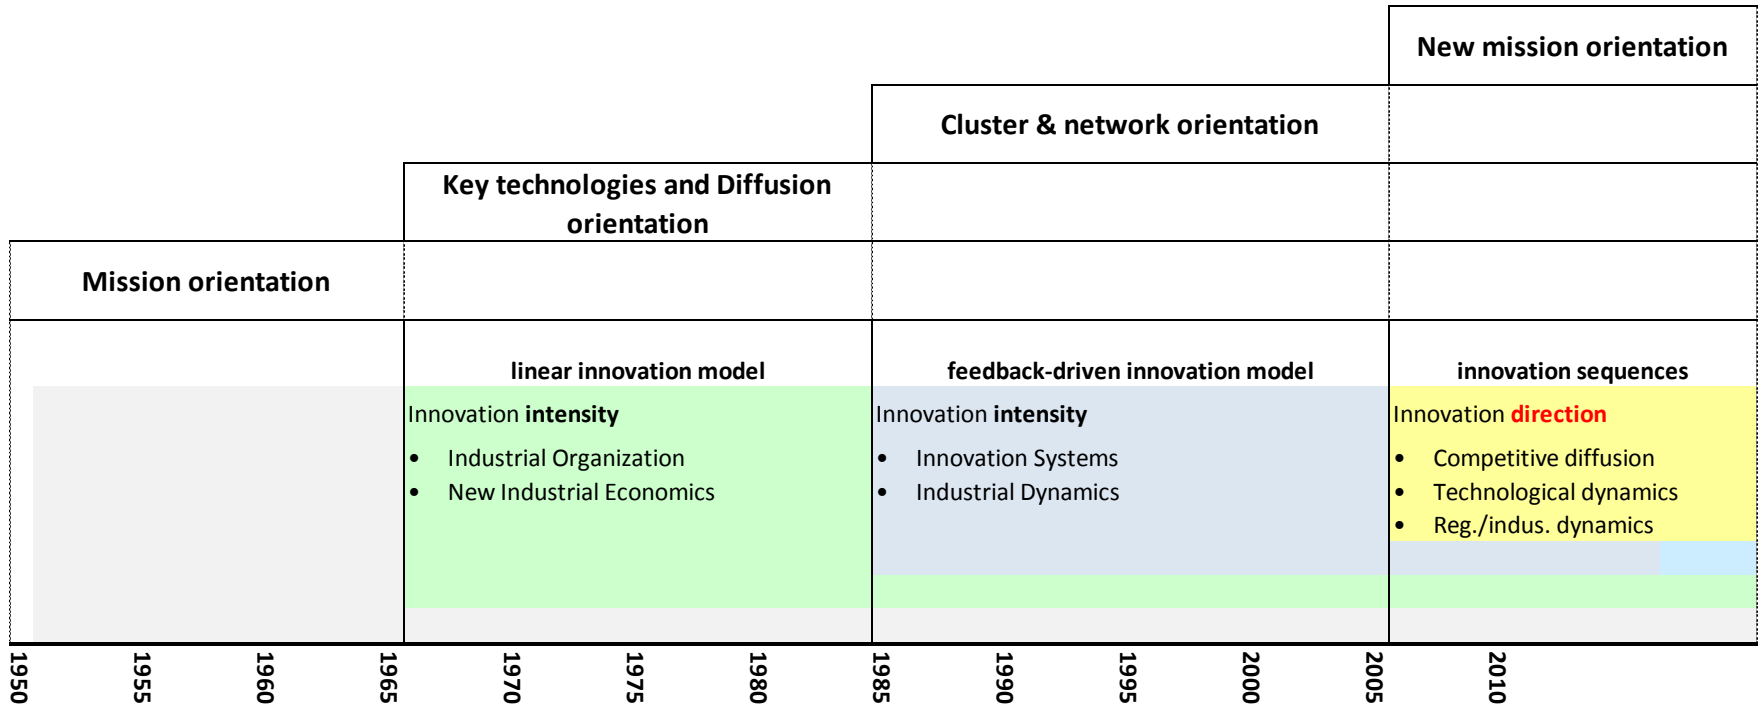 New mission orientation
Cluster & network orientation
Key technologies and Diffusion
orientation
Mission orientation
linear innovation model
feedback-driven innovation model
innovation sequences
Innovation intensity
• Industrial Organization
• New Industrial Economics
Innovation intensity
• Innovation Systems
• Industrial Dynamics
Innovation direction
• Competitive diffusion
• Technological dynamics
• Reg./indus. dynamics
1950
1955
1960
1965
1970
1975
1980
1985
1990
1995
2000
2005
2010